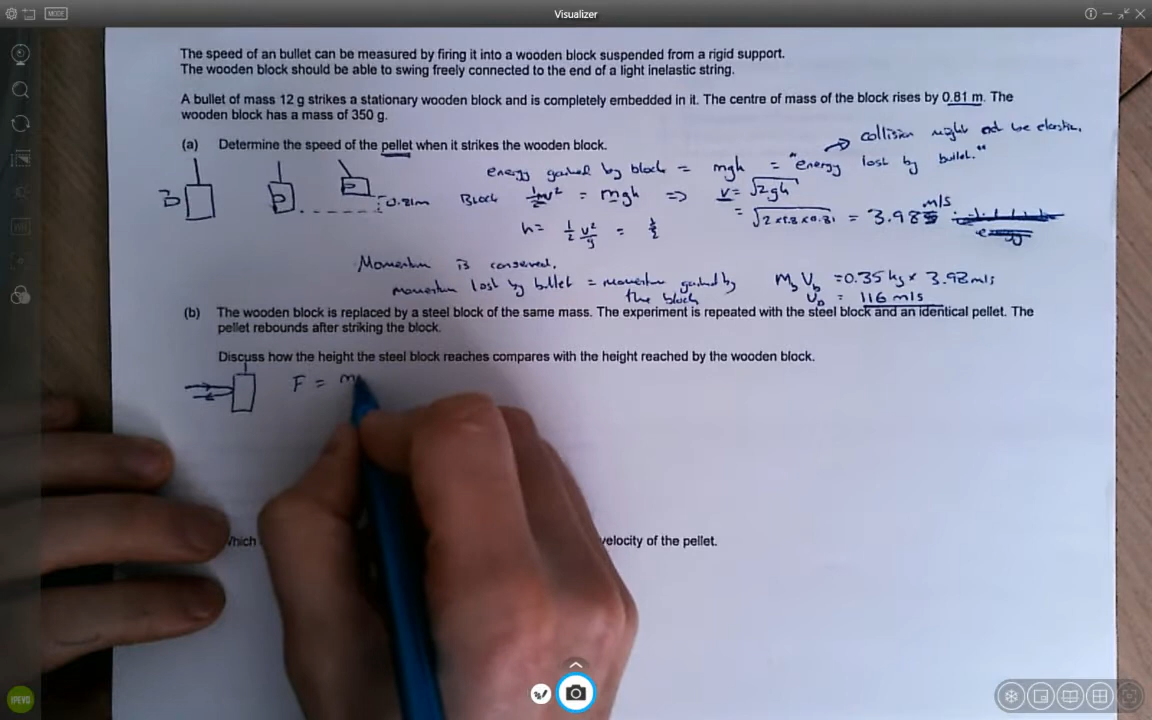 MODE
Visualizer
The speed of an bullet can be measured by firing it into a wooden block suspended from a rigid support.
The wooden block should be able to swing freely connected to the end of a light inelastic string.
A bullet of mass 12 g strikes a stationary wooden block and is completely embedded in it. The centre of mass of the block rises by 0.81 m. The
wooden block has a mass of 350 g.
(a) Determine the speed of the pellet when it strikes the wooden block.
collision might not be elastic.
energy gained by block = mgh = "energy lost by bullet."
0.81m
Block ½mv² = mgh ⇒ v = √2gh
= √2×9.8×0.81 = 3.98 m/s
h = ½ v²/g =
Momentum is conserved.
momentum lost by bullet = momentum gained by the block
= 0.35 kg × 3.98 m/s
= 116 m/s
(b) The wooden block is replaced by a steel block of the same mass. The experiment is repeated with the steel block and an identical pellet. The
pellet rebounds after striking the block.
Discuss how the height the steel block reaches compares with the height reached by the wooden block.
F = m
velocity of the pellet.
IPEVO